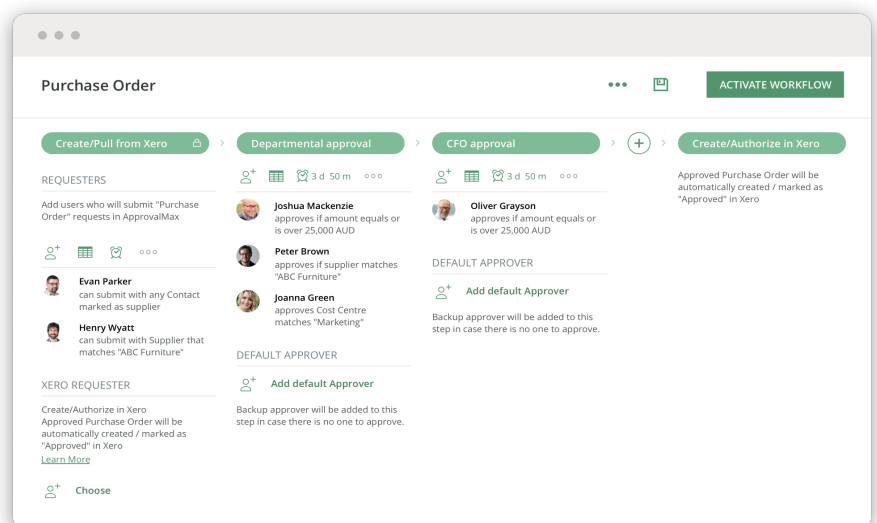 Purchase Order
ACTIVATE WORKFLOW
Create/Pull from Xero
REQUESTERS
Add users who will submit "Purchase
Order" requests in ApprovalMax
Evan Parker
can submit with any Contact
marked as supplier
Henry Wyatt
can submit with Supplier that
matches "ABC Furniture"
XERO REQUESTER
Create/Authorize in Xero
Approved Purchase Order will be
automatically created / marked as
"Approved" in Xero
Learn More
Choose
Departmental approval
3 d 50 m
Joshua Mackenzie
approves if amount equals or
is over 25,000 AUD
Peter Brown
approves if supplier matches
"ABC Furniture"
Joanna Green
approves Cost Centre
matches "Marketing"
DEFAULT APPROVER
Add default Approver
Backup approver will be added to this
step in case there is no one to approve.
CFO approval
3 d 50 m
Oliver Grayson
approves if amount equals or
is over 25,000 AUD
DEFAULT APPROVER
Add default Approver
Backup approver will be added to this
step in case there is no one to approve.
Create/Authorize in Xero
Approved Purchase Order will be
automatically created / marked as
"Approved" in Xero